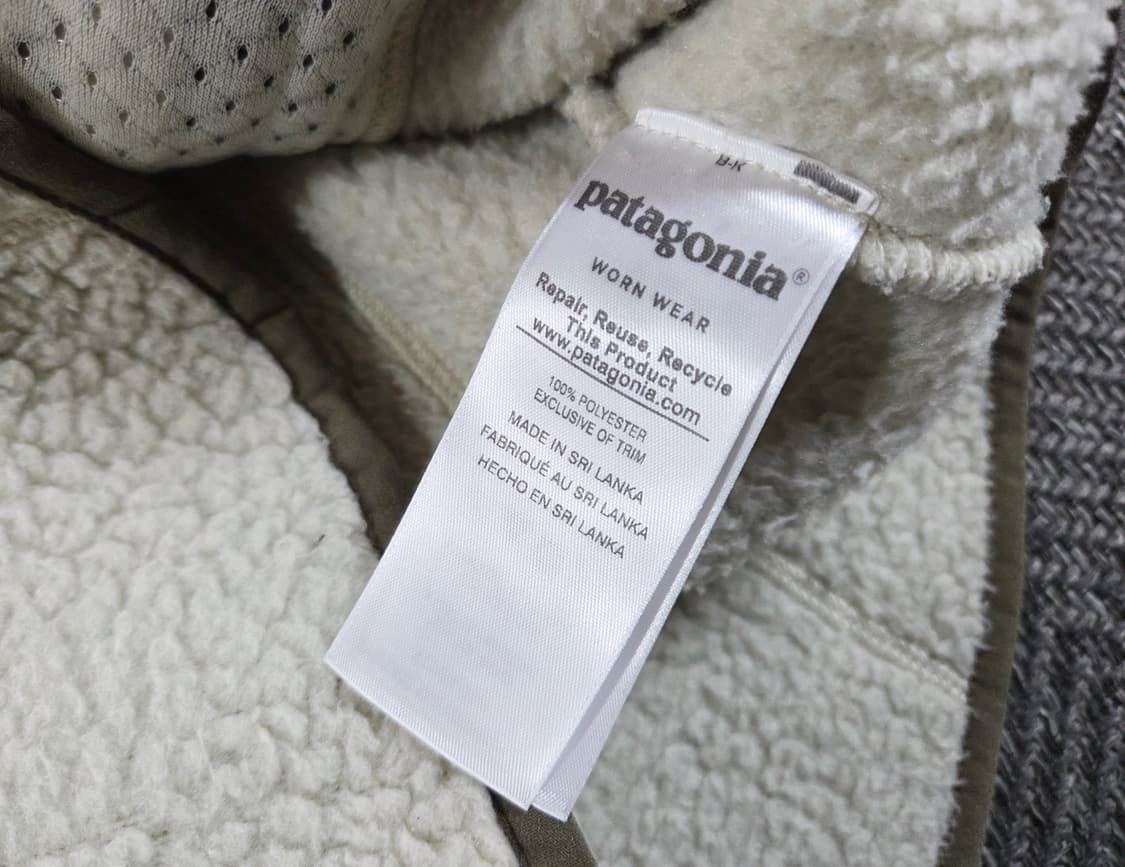 B-K
patagonia®
WORN WEAR
Repair, Reuse, Recycle
This Product
www.patagonia.com
100% POLYESTER
EXCLUSIVE OF TRIM
MADE IN SRI LANKA
FABRIQUÉ AU SRI LANKA
HECHO EN SRI LANKA